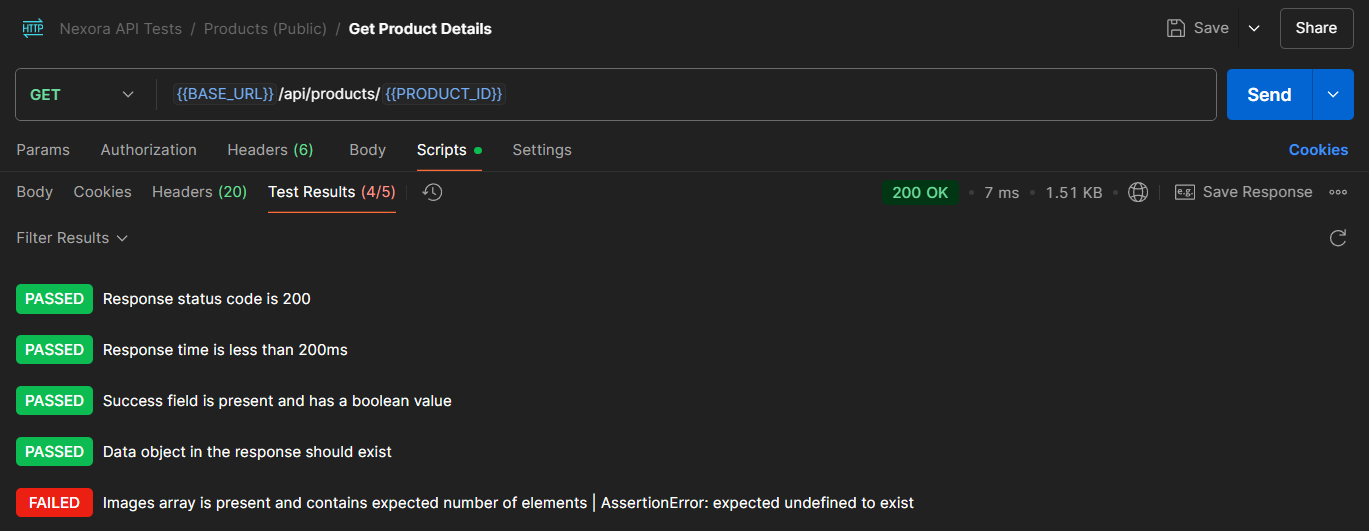 HTTP Nexora API Tests / Products (Public) / Get Product Details Save Share
GET {{BASE_URL}} /api/products/ {{PRODUCT_ID}} Send
Params Authorization Headers (6) Body Scripts Settings Cookies
Body Cookies Headers (20) Test Results (4/5) 200 OK • 7 ms • 1.51 KB • e.g. Save Response
Filter Results
PASSED Response status code is 200
PASSED Response time is less than 200ms
PASSED Success field is present and has a boolean value
PASSED Data object in the response should exist
FAILED Images array is present and contains expected number of elements | AssertionError: expected undefined to exist